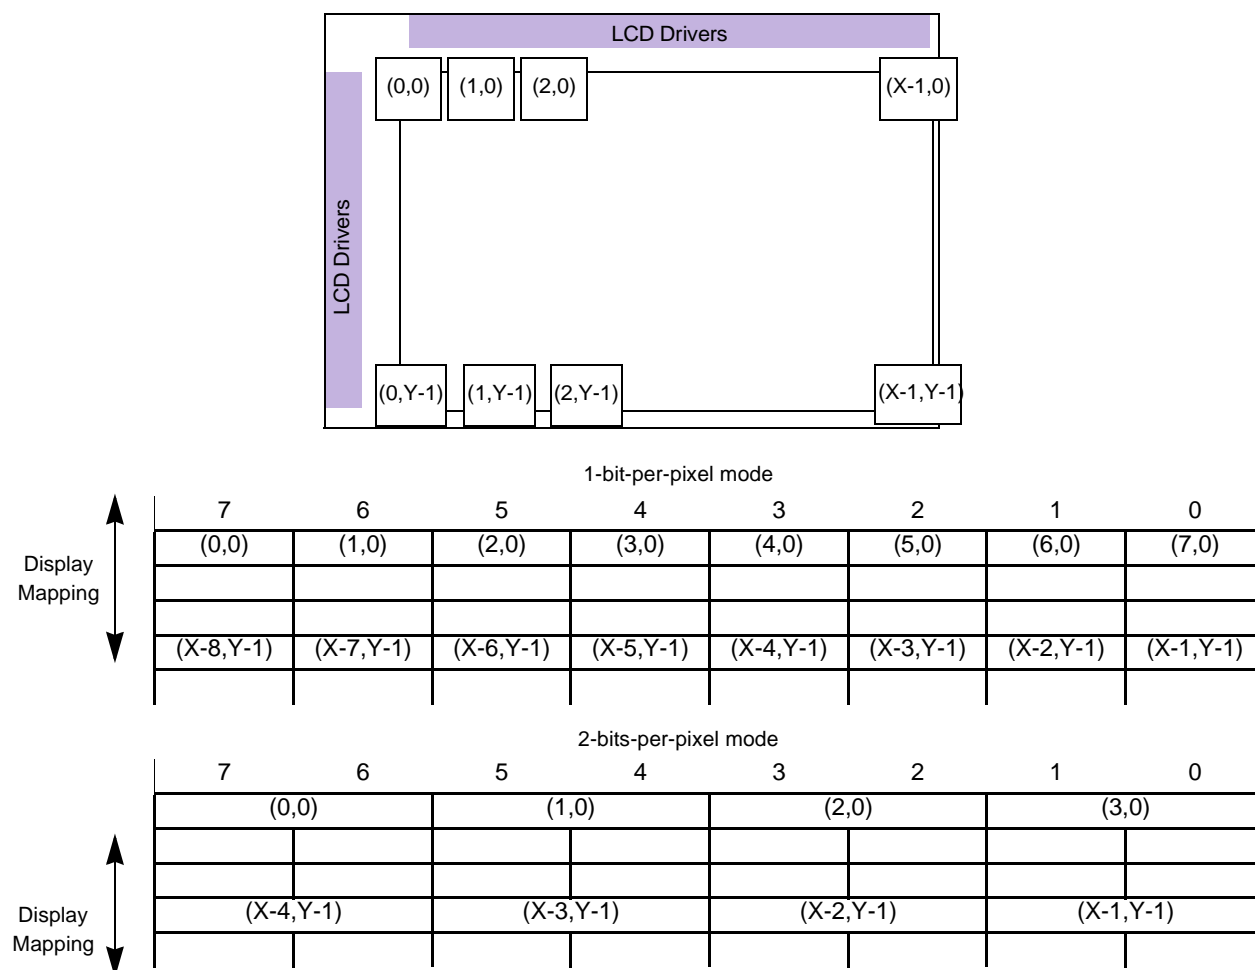 LCD Drivers
LCD Drivers
(0,0) (1,0) (2,0) (X-1,0)
(0,Y-1) (1,Y-1) (2,Y-1) (X-1,Y-1)
1-bit-per-pixel mode
7 6 5 4 3 2 1 0
(0,0) (1,0) (2,0) (3,0) (4,0) (5,0) (6,0) (7,0)
Display
Mapping
(X-8,Y-1) (X-7,Y-1) (X-6,Y-1) (X-5,Y-1) (X-4,Y-1) (X-3,Y-1) (X-2,Y-1) (X-1,Y-1)
2-bits-per-pixel mode
7 6 5 4 3 2 1 0
(0,0) (1,0) (2,0) (3,0)
(X-4,Y-1) (X-3,Y-1) (X-2,Y-1) (X-1,Y-1)
Display
Mapping